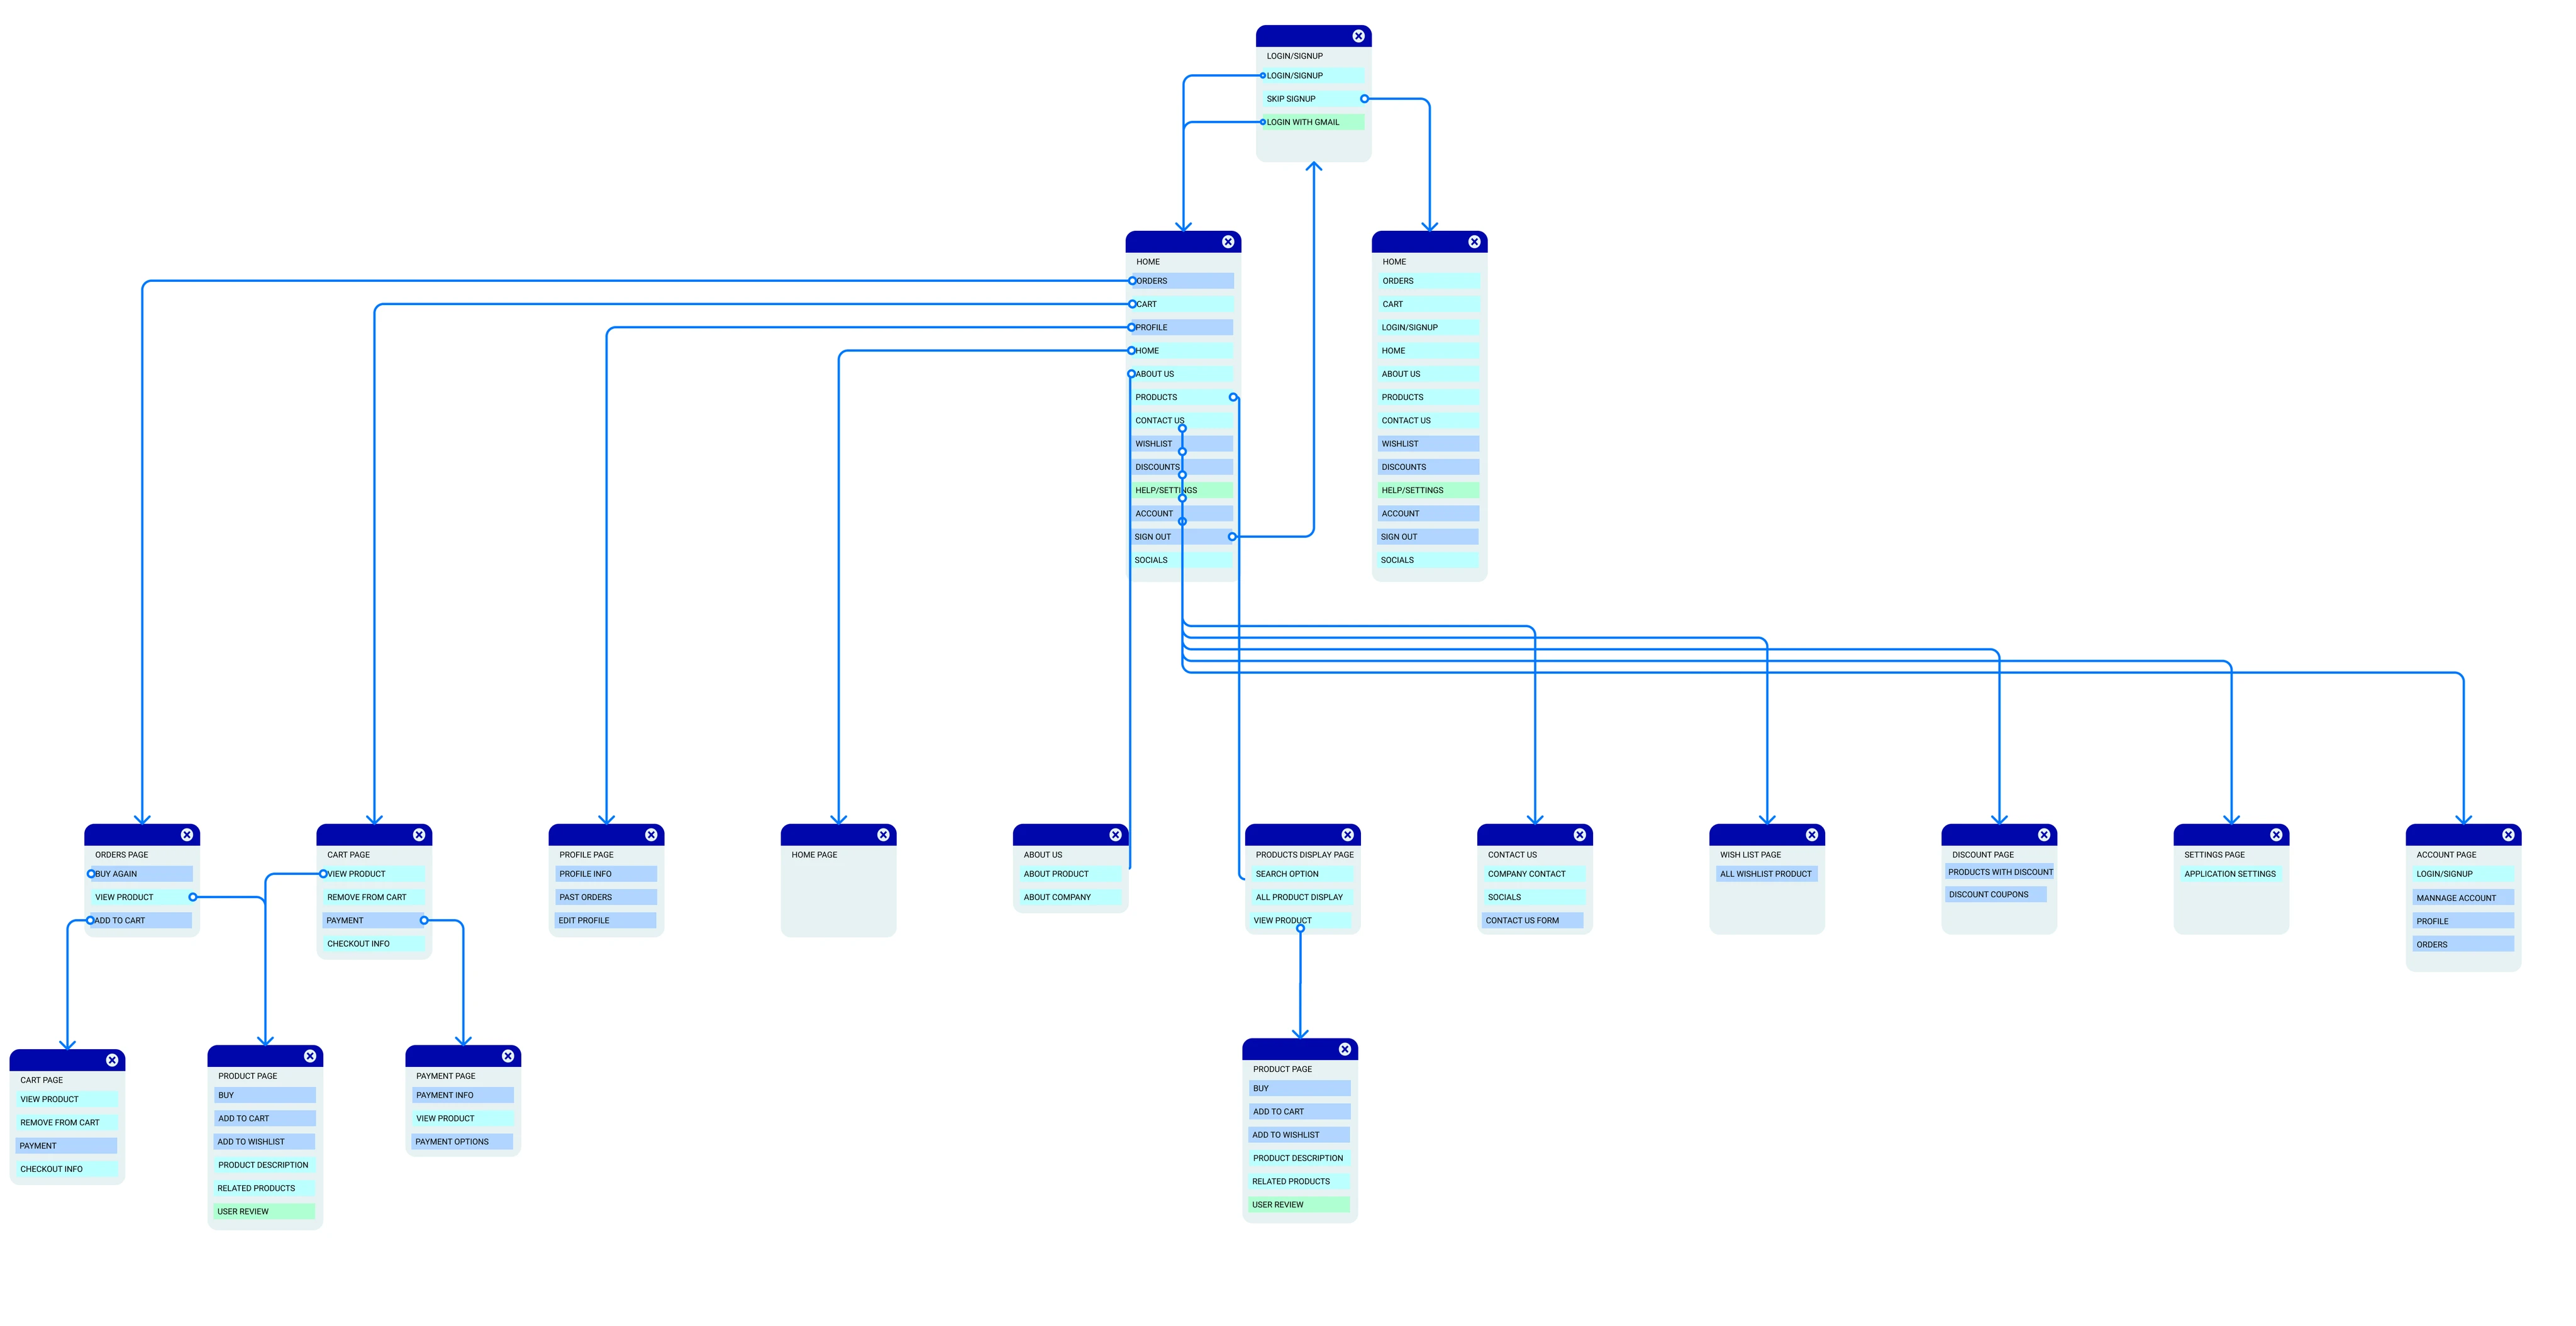 LOGIN/SIGNUP
LOGIN/SIGNUP
SKIP SIGNUP
LOGIN WITH GMAIL
HOME
ORDERS
CART
PROFILE
HOME
ABOUT US
PRODUCTS
CONTACT US
WISHLIST
DISCOUNTS
HELP/SETTINGS
ACCOUNT
SIGN OUT
SOCIALS
HOME
ORDERS
CART
LOGIN/SIGNUP
HOME
ABOUT US
PRODUCTS
CONTACT US
WISHLIST
DISCOUNTS
HELP/SETTINGS
ACCOUNT
SIGN OUT
SOCIALS
ORDERS PAGE
BUY AGAIN
VIEW PRODUCT
ADD TO CART
CART PAGE
VIEW PRODUCT
REMOVE FROM CART
PAYMENT
CHECKOUT INFO
PROFILE PAGE
PROFILE INFO
PAST ORDERS
EDIT PROFILE
HOME PAGE
ABOUT US
ABOUT PRODUCT
ABOUT COMPANY
PRODUCTS DISPLAY PAGE
SEARCH OPTION
ALL PRODUCT DISPLAY
VIEW PRODUCT
CONTACT US
COMPANY CONTACT
SOCIALS
CONTACT US FORM
WISH LIST PAGE
ALL WISHLIST PRODUCT
DISCOUNT PAGE
PRODUCTS WITH DISCOUNT
DISCOUNT COUPONS
SETTINGS PAGE
APPLICATION SETTINGS
ACCOUNT PAGE
LOGIN/SIGNUP
MANNAGE ACCOUNT
PROFILE
ORDERS
CART PAGE
VIEW PRODUCT
REMOVE FROM CART
PAYMENT
CHECKOUT INFO
PRODUCT PAGE
BUY
ADD TO CART
ADD TO WISHLIST
PRODUCT DESCRIPTION
RELATED PRODUCTS
USER REVIEW
PAYMENT PAGE
PAYMENT INFO
VIEW PRODUCT
PAYMENT OPTIONS
PRODUCT PAGE
BUY
ADD TO CART
ADD TO WISHLIST
PRODUCT DESCRIPTION
RELATED PRODUCTS
USER REVIEW